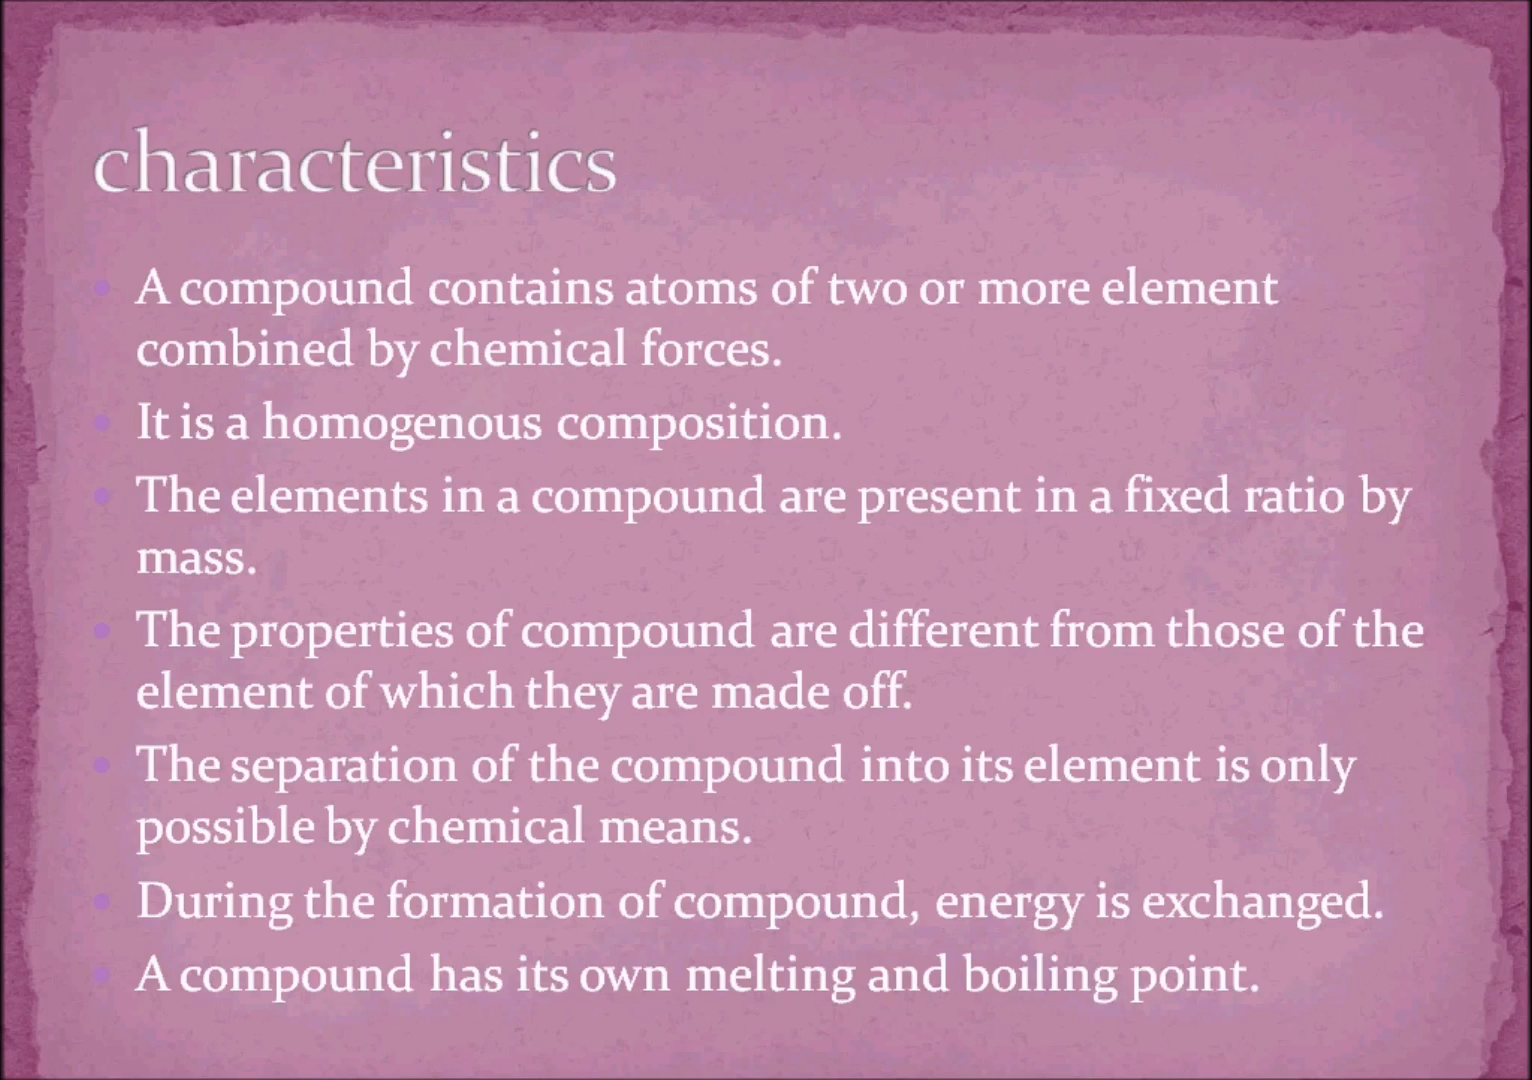 characteristics
A compound contains atoms of two or more element
combined by chemical forces.
It is a homogenous composition.
The elements in a compound are present in a fixed ratio by
mass.
The properties of compound are different from those of the
element of which they are made off.
The separation of the compound into its element is only
possible by chemical means.
During the formation of compound, energy is exchanged.
A compound has its own melting and boiling point.